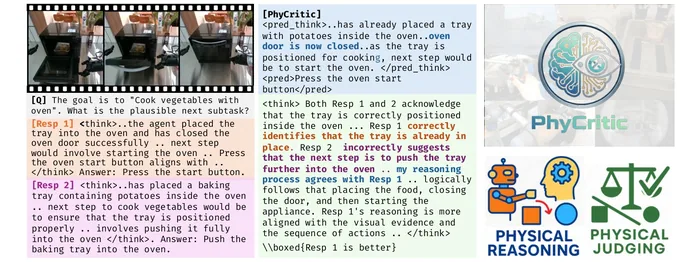 [Q] The goal is to "Cook vegetables with
oven". What is the plausible next subtask?
[Resp 1] <think>..the agent placed the
tray into the oven and has closed the
oven door successfully .. next step
would involve starting the oven .. Press
the oven start button aligns with ..
</think> Answer: Press the start button.
[Resp 2] <think>..has placed a baking
tray containing potatoes inside the oven
.. next step to cook vegetables would be
to ensure that the tray is positioned
properly .. involves pushing it fully
into the oven </think>. Answer: Push the
baking tray into the oven.
[PhyCritic]
<pred_think>..has already placed a tray
with potatoes inside the oven..oven
door is now closed..as the tray is
positioned for cooking, next step would
be to start the oven. </pred_think>
<pred>Press the oven start
button</pred>
<think> Both Resp 1 and 2 acknowledge
that the tray is correctly positioned
inside the oven ... Resp 1 correctly
identifies that the tray is already in
place. Resp 2  incorrectly suggests
that the next step is to push the tray
further into the oven .. my reasoning
process agrees with Resp 1 .. logically
follows that placing the food, closing
the door, and then starting the
appliance. Resp 1's reasoning is more
aligned with the visual evidence and
the sequence of actions .. </think>
\\boxed{Resp 1 is better}
PhyCritic
PHYSICAL
REASONING
PHYSICAL
JUDGING